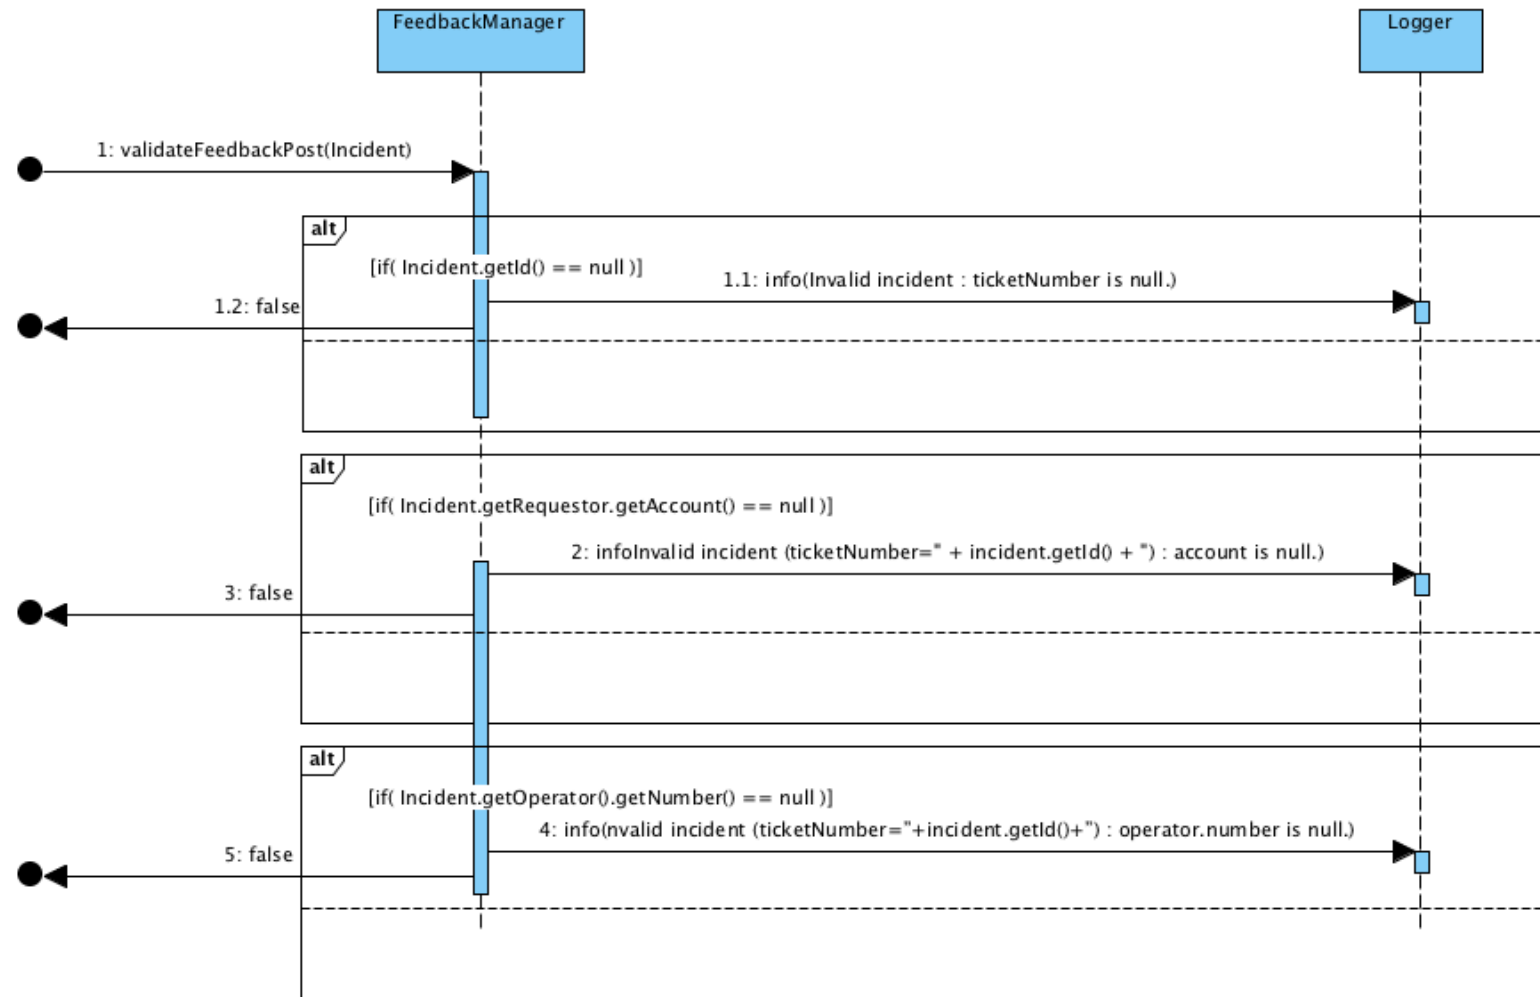 FeedbackManager
Logger
1: validateFeedbackPost(Incident)
alt
[if( Incident.getId() == null )]
1.1: info(Invalid incident : ticketNumber is null.)
1.2: false
alt
[if( Incident.getRequestor.getAccount() == null )]
2: infoInvalid incident (ticketNumber=" + incident.getId() + ") : account is null.)
3: false
alt
[if( Incident.getOperator().getNumber() == null )]
4: info(nvalid incident (ticketNumber="+incident.getId()+") : operator.number is null.)
5: false